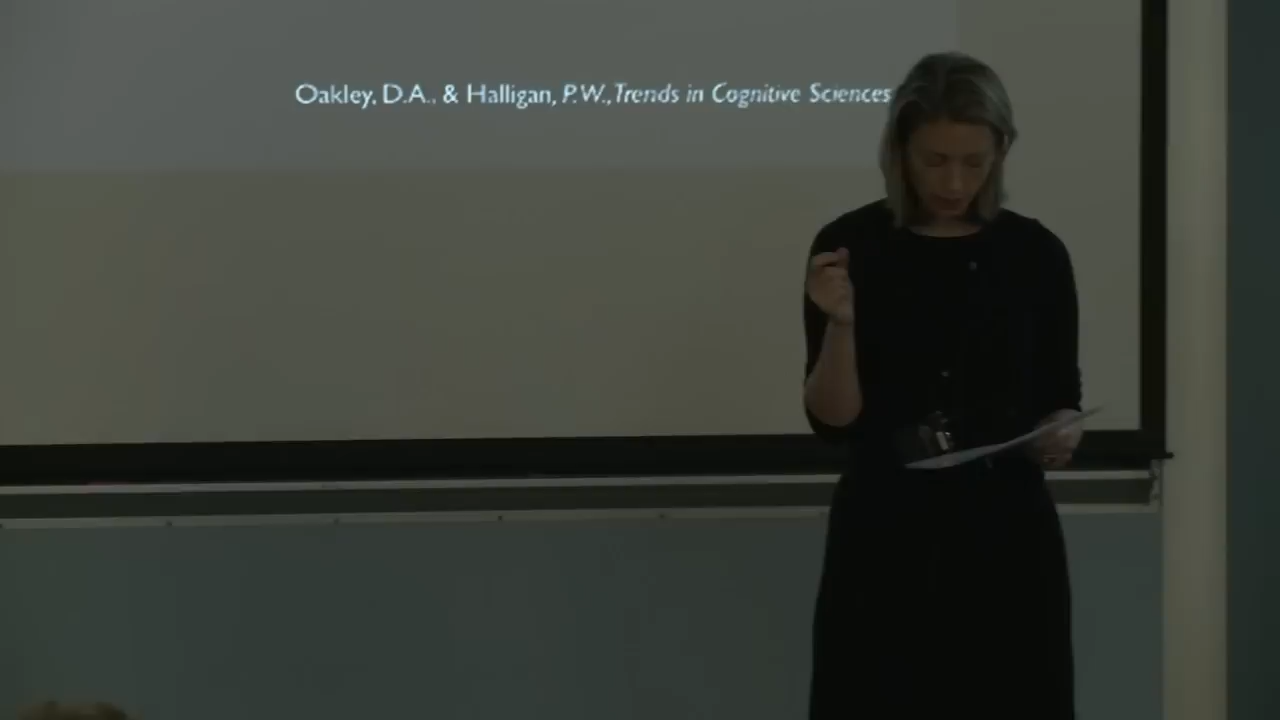 Oakley, D.A., & Halligan, P.W., Trends in Cognitive Sciences